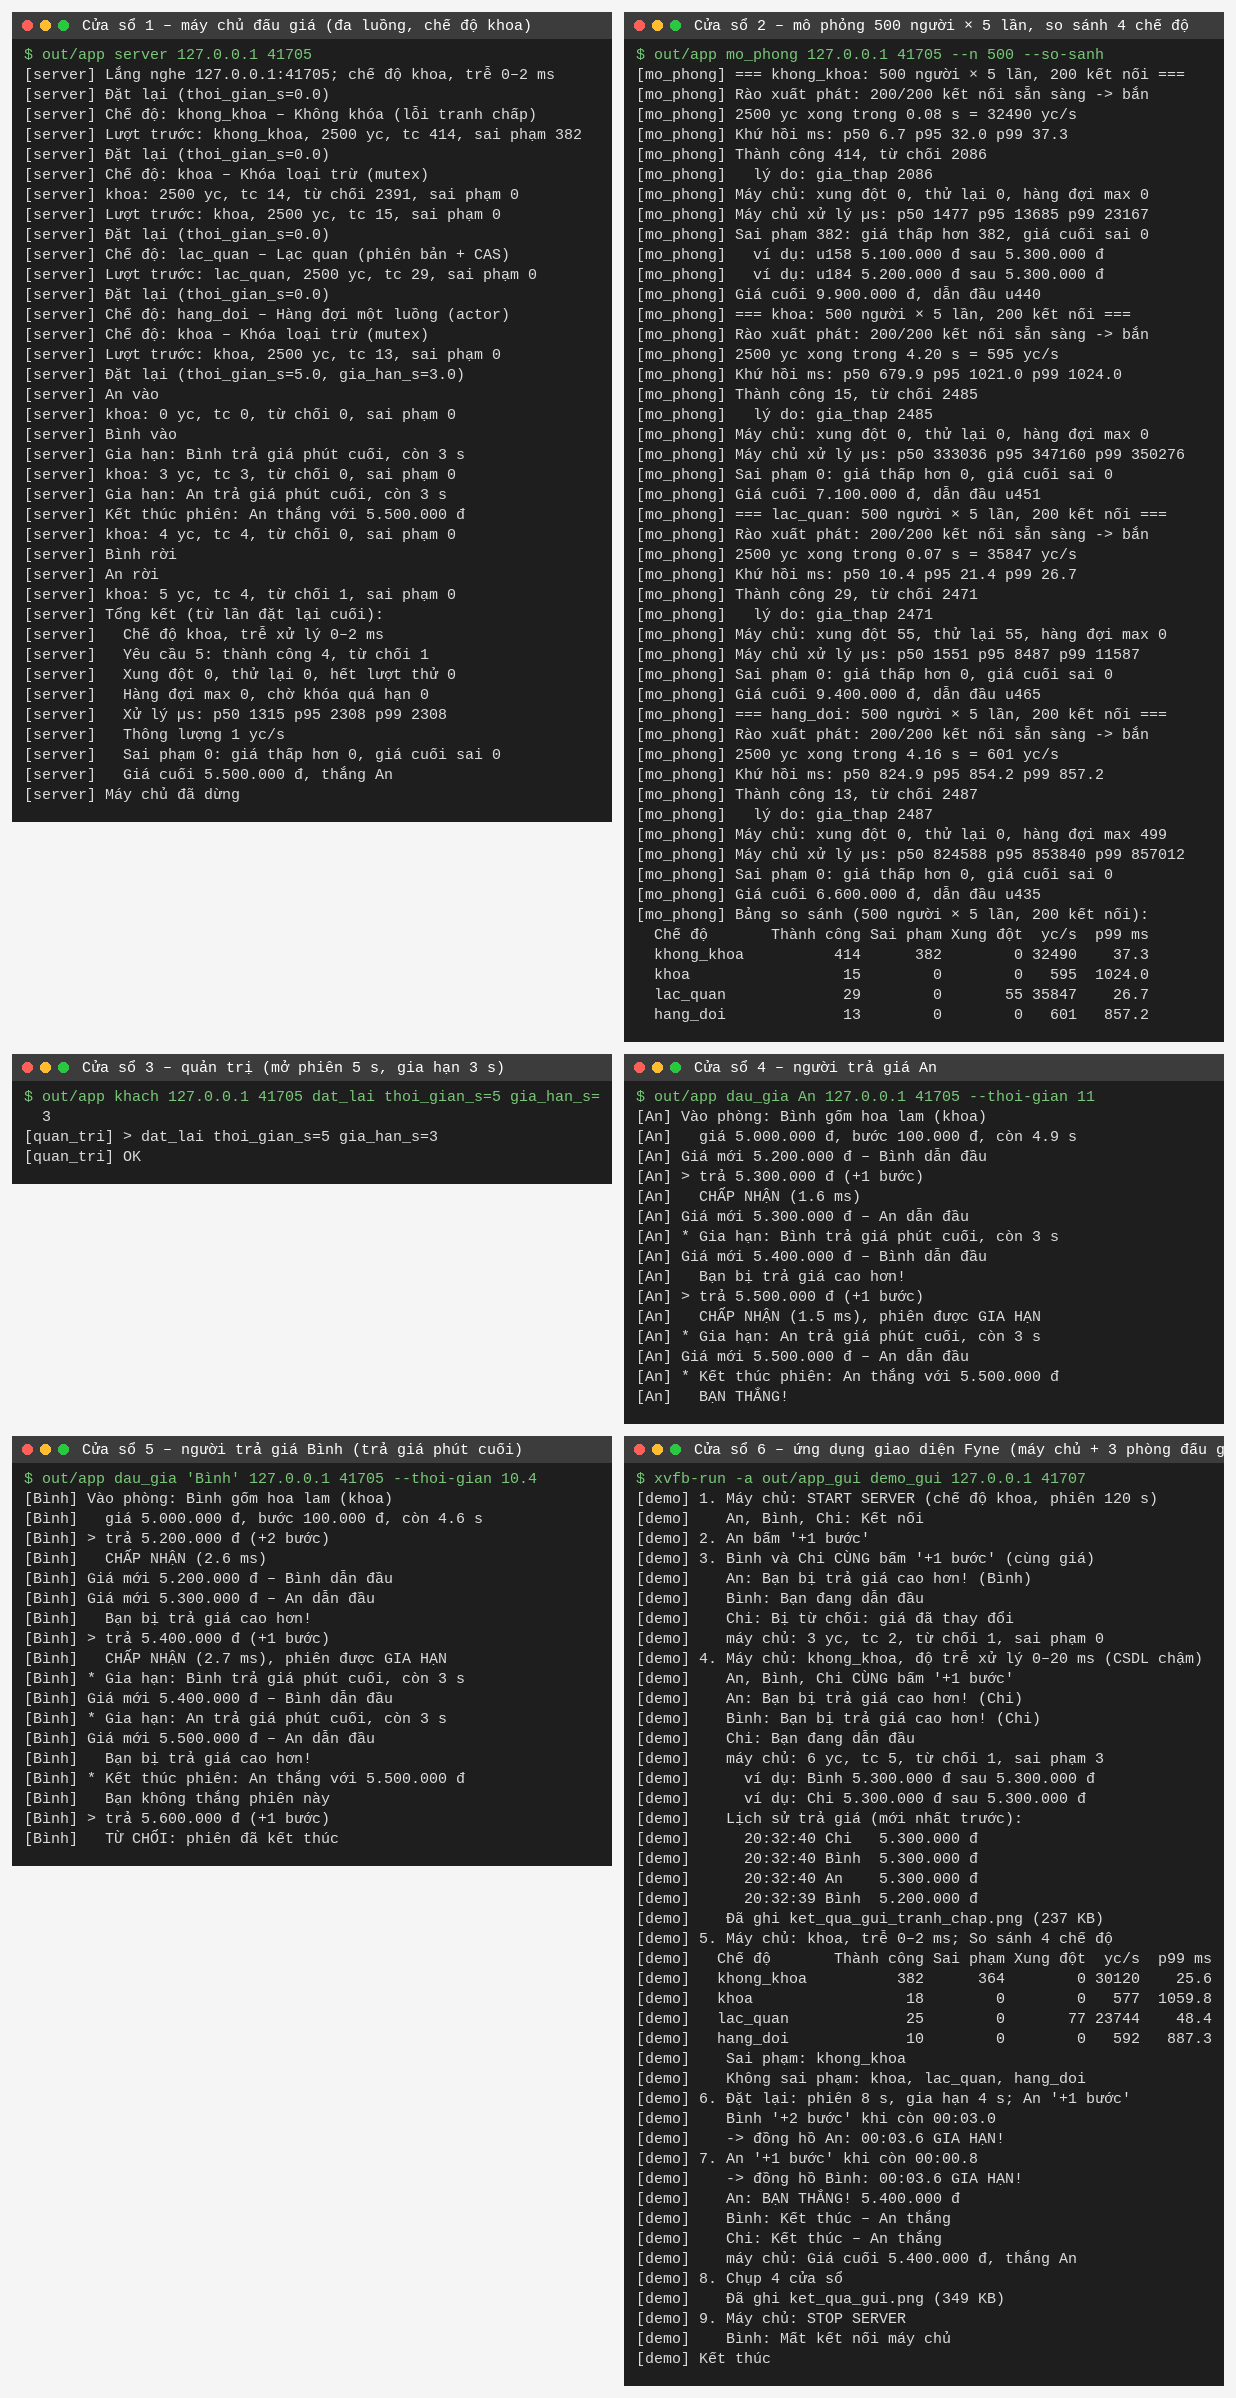 Cửa sổ 1 – máy chủ đấu giá (đa luồng, chế độ khoa)
$ out/app server 127.0.0.1 41705
[server] Lắng nghe 127.0.0.1:41705; chế độ khoa, trễ 0–2 ms
[server] Đặt lại (thoi_gian_s=0.0)
[server] Chế độ: khong_khoa – Không khóa (lỗi tranh chấp)
[server] Lượt trước: khong_khoa, 2500 yc, tc 414, sai phạm 382
[server] Đặt lại (thoi_gian_s=0.0)
[server] Chế độ: khoa – Khóa loại trừ (mutex)
[server] khoa: 2500 yc, tc 14, từ chối 2391, sai phạm 0
[server] Lượt trước: khoa, 2500 yc, tc 15, sai phạm 0
[server] Đặt lại (thoi_gian_s=0.0)
[server] Chế độ: lac_quan – Lạc quan (phiên bản + CAS)
[server] Lượt trước: lac_quan, 2500 yc, tc 29, sai phạm 0
[server] Đặt lại (thoi_gian_s=0.0)
[server] Chế độ: hang_doi – Hàng đợi một luồng (actor)
[server] Chế độ: khoa – Khóa loại trừ (mutex)
[server] Lượt trước: khoa, 2500 yc, tc 13, sai phạm 0
[server] Đặt lại (thoi_gian_s=5.0, gia_han_s=3.0)
[server] An vào
[server] khoa: 0 yc, tc 0, từ chối 0, sai phạm 0
[server] Bình vào
[server] Gia hạn: Bình trả giá phút cuối, còn 3 s
[server] khoa: 3 yc, tc 3, từ chối 0, sai phạm 0
[server] Gia hạn: An trả giá phút cuối, còn 3 s
[server] Kết thúc phiên: An thắng với 5.500.000 đ
[server] khoa: 4 yc, tc 4, từ chối 0, sai phạm 0
[server] Bình rời
[server] An rời
[server] khoa: 5 yc, tc 4, từ chối 1, sai phạm 0
[server] Tổng kết (từ lần đặt lại cuối):
[server]   Chế độ khoa, trễ xử lý 0–2 ms
[server]   Yêu cầu 5: thành công 4, từ chối 1
[server]   Xung đột 0, thử lại 0, hết lượt thử 0
[server]   Hàng đợi max 0, chờ khóa quá hạn 0
[server]   Xử lý µs: p50 1315 p95 2308 p99 2308
[server]   Thông lượng 1 yc/s
[server]   Sai phạm 0: giá thấp hơn 0, giá cuối sai 0
[server]   Giá cuối 5.500.000 đ, thắng An
[server] Máy chủ đã dừng
Cửa sổ 2 – mô phỏng 500 người × 5 lần, so sánh 4 chế độ
$ out/app mo_phong 127.0.0.1 41705 --n 500 --so-sanh
[mo_phong] === khong_khoa: 500 người × 5 lần, 200 kết nối ===
[mo_phong] Rào xuất phát: 200/200 kết nối sẵn sàng -> bắn
[mo_phong] 2500 yc xong trong 0.08 s = 32490 yc/s
[mo_phong] Khứ hồi ms: p50 6.7 p95 32.0 p99 37.3
[mo_phong] Thành công 414, từ chối 2086
[mo_phong]   lý do: gia_thap 2086
[mo_phong] Máy chủ: xung đột 0, thử lại 0, hàng đợi max 0
[mo_phong] Máy chủ xử lý µs: p50 1477 p95 13685 p99 23167
[mo_phong] Sai phạm 382: giá thấp hơn 382, giá cuối sai 0
[mo_phong]   ví dụ: u158 5.100.000 đ sau 5.300.000 đ
[mo_phong]   ví dụ: u184 5.200.000 đ sau 5.300.000 đ
[mo_phong] Giá cuối 9.900.000 đ, dẫn đầu u440
[mo_phong] === khoa: 500 người × 5 lần, 200 kết nối ===
[mo_phong] Rào xuất phát: 200/200 kết nối sẵn sàng -> bắn
[mo_phong] 2500 yc xong trong 4.20 s = 595 yc/s
[mo_phong] Khứ hồi ms: p50 679.9 p95 1021.0 p99 1024.0
[mo_phong] Thành công 15, từ chối 2485
[mo_phong]   lý do: gia_thap 2485
[mo_phong] Máy chủ: xung đột 0, thử lại 0, hàng đợi max 0
[mo_phong] Máy chủ xử lý µs: p50 333036 p95 347160 p99 350276
[mo_phong] Sai phạm 0: giá thấp hơn 0, giá cuối sai 0
[mo_phong] Giá cuối 7.100.000 đ, dẫn đầu u451
[mo_phong] === lac_quan: 500 người × 5 lần, 200 kết nối ===
[mo_phong] Rào xuất phát: 200/200 kết nối sẵn sàng -> bắn
[mo_phong] 2500 yc xong trong 0.07 s = 35847 yc/s
[mo_phong] Khứ hồi ms: p50 10.4 p95 21.4 p99 26.7
[mo_phong] Thành công 29, từ chối 2471
[mo_phong]   lý do: gia_thap 2471
[mo_phong] Máy chủ: xung đột 55, thử lại 55, hàng đợi max 0
[mo_phong] Máy chủ xử lý µs: p50 1551 p95 8487 p99 11587
[mo_phong] Sai phạm 0: giá thấp hơn 0, giá cuối sai 0
[mo_phong] Giá cuối 9.400.000 đ, dẫn đầu u465
[mo_phong] === hang_doi: 500 người × 5 lần, 200 kết nối ===
[mo_phong] Rào xuất phát: 200/200 kết nối sẵn sàng -> bắn
[mo_phong] 2500 yc xong trong 4.16 s = 601 yc/s
[mo_phong] Khứ hồi ms: p50 824.9 p95 854.2 p99 857.2
[mo_phong] Thành công 13, từ chối 2487
[mo_phong]   lý do: gia_thap 2487
[mo_phong] Máy chủ: xung đột 0, thử lại 0, hàng đợi max 499
[mo_phong] Máy chủ xử lý µs: p50 824588 p95 853840 p99 857012
[mo_phong] Sai phạm 0: giá thấp hơn 0, giá cuối sai 0
[mo_phong] Giá cuối 6.600.000 đ, dẫn đầu u435
[mo_phong] Bảng so sánh (500 người × 5 lần, 200 kết nối):
  Chế độ       Thành công Sai phạm Xung đột  yc/s  p99 ms
  khong_khoa          414      382        0 32490    37.3
  khoa                 15        0        0   595  1024.0
  lac_quan             29        0       55 35847    26.7
  hang_doi             13        0        0   601   857.2
Cửa sổ 3 – quản trị (mở phiên 5 s, gia hạn 3 s)
$ out/app khach 127.0.0.1 41705 dat_lai thoi_gian_s=5 gia_han_s=
  3
[quan_tri] > dat_lai thoi_gian_s=5 gia_han_s=3
[quan_tri] OK
Cửa sổ 4 – người trả giá An
$ out/app dau_gia An 127.0.0.1 41705 --thoi-gian 11
[An] Vào phòng: Bình gốm hoa lam (khoa)
[An]   giá 5.000.000 đ, bước 100.000 đ, còn 4.9 s
[An] Giá mới 5.200.000 đ – Bình dẫn đầu
[An] > trả 5.300.000 đ (+1 bước)
[An]   CHẤP NHẬN (1.6 ms)
[An] Giá mới 5.300.000 đ – An dẫn đầu
[An] * Gia hạn: Bình trả giá phút cuối, còn 3 s
[An] Giá mới 5.400.000 đ – Bình dẫn đầu
[An]   Bạn bị trả giá cao hơn!
[An] > trả 5.500.000 đ (+1 bước)
[An]   CHẤP NHẬN (1.5 ms), phiên được GIA HẠN
[An] * Gia hạn: An trả giá phút cuối, còn 3 s
[An] Giá mới 5.500.000 đ – An dẫn đầu
[An] * Kết thúc phiên: An thắng với 5.500.000 đ
[An]   BẠN THẮNG!
Cửa sổ 5 – người trả giá Bình (trả giá phút cuối)
$ out/app dau_gia 'Bình' 127.0.0.1 41705 --thoi-gian 10.4
[Bình] Vào phòng: Bình gốm hoa lam (khoa)
[Bình]   giá 5.000.000 đ, bước 100.000 đ, còn 4.6 s
[Bình] > trả 5.200.000 đ (+2 bước)
[Bình]   CHẤP NHẬN (2.6 ms)
[Bình] Giá mới 5.200.000 đ – Bình dẫn đầu
[Bình] Giá mới 5.300.000 đ – An dẫn đầu
[Bình]   Bạn bị trả giá cao hơn!
[Bình] > trả 5.400.000 đ (+1 bước)
[Bình]   CHẤP NHẬN (2.7 ms), phiên được GIA HẠN
[Bình] * Gia hạn: Bình trả giá phút cuối, còn 3 s
[Bình] Giá mới 5.400.000 đ – Bình dẫn đầu
[Bình] * Gia hạn: An trả giá phút cuối, còn 3 s
[Bình] Giá mới 5.500.000 đ – An dẫn đầu
[Bình]   Bạn bị trả giá cao hơn!
[Bình] * Kết thúc phiên: An thắng với 5.500.000 đ
[Bình]   Bạn không thắng phiên này
[Bình] > trả 5.600.000 đ (+1 bước)
[Bình]   TỪ CHỐI: phiên đã kết thúc
Cửa sổ 6 – ứng dụng giao diện Fyne (máy chủ + 3 phòng đấu g
$ xvfb-run -a out/app_gui demo_gui 127.0.0.1 41707
[demo] 1. Máy chủ: START SERVER (chế độ khoa, phiên 120 s)
[demo]    An, Bình, Chi: Kết nối
[demo] 2. An bấm '+1 bước'
[demo] 3. Bình và Chi CÙNG bấm '+1 bước' (cùng giá)
[demo]    An: Bạn bị trả giá cao hơn! (Bình)
[demo]    Bình: Bạn đang dẫn đầu
[demo]    Chi: Bị từ chối: giá đã thay đổi
[demo]    máy chủ: 3 yc, tc 2, từ chối 1, sai phạm 0
[demo] 4. Máy chủ: khong_khoa, độ trễ xử lý 0–20 ms (CSDL chậm)
[demo]    An, Bình, Chi CÙNG bấm '+1 bước'
[demo]    An: Bạn bị trả giá cao hơn! (Chi)
[demo]    Bình: Bạn bị trả giá cao hơn! (Chi)
[demo]    Chi: Bạn đang dẫn đầu
[demo]    máy chủ: 6 yc, tc 5, từ chối 1, sai phạm 3
[demo]      ví dụ: Bình 5.300.000 đ sau 5.300.000 đ
[demo]      ví dụ: Chi 5.300.000 đ sau 5.300.000 đ
[demo]    Lịch sử trả giá (mới nhất trước):
[demo]      20:32:40 Chi   5.300.000 đ
[demo]      20:32:40 Bình  5.300.000 đ
[demo]      20:32:40 An    5.300.000 đ
[demo]      20:32:39 Bình  5.200.000 đ
[demo]    Đã ghi ket_qua_gui_tranh_chap.png (237 KB)
[demo] 5. Máy chủ: khoa, trễ 0–2 ms; So sánh 4 chế độ
[demo]   Chế độ       Thành công Sai phạm Xung đột  yc/s  p99 ms
[demo]   khong_khoa          382      364        0 30120    25.6
[demo]   khoa                 18        0        0   577  1059.8
[demo]   lac_quan             25        0       77 23744    48.4
[demo]   hang_doi             10        0        0   592   887.3
[demo]    Sai phạm: khong_khoa
[demo]    Không sai phạm: khoa, lac_quan, hang_doi
[demo] 6. Đặt lại: phiên 8 s, gia hạn 4 s; An '+1 bước'
[demo]    Bình '+2 bước' khi còn 00:03.0
[demo]    -> đồng hồ An: 00:03.6 GIA HẠN!
[demo] 7. An '+1 bước' khi còn 00:00.8
[demo]    -> đồng hồ Bình: 00:03.6 GIA HẠN!
[demo]    An: BẠN THẮNG! 5.400.000 đ
[demo]    Bình: Kết thúc – An thắng
[demo]    Chi: Kết thúc – An thắng
[demo]    máy chủ: Giá cuối 5.400.000 đ, thắng An
[demo] 8. Chụp 4 cửa sổ
[demo]    Đã ghi ket_qua_gui.png (349 KB)
[demo] 9. Máy chủ: STOP SERVER
[demo]    Bình: Mất kết nối máy chủ
[demo] Kết thúc